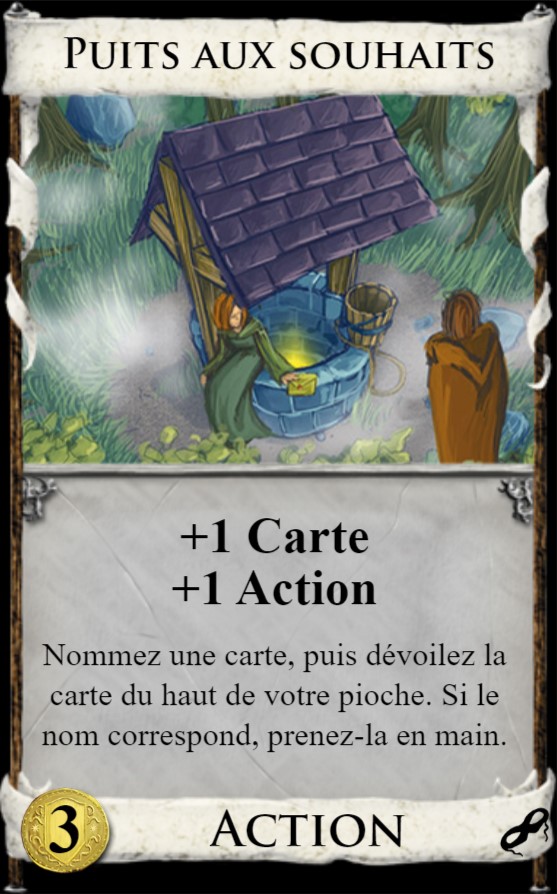 Puits aux souhaits
+1 Carte
+1 Action
Nommez une carte, puis dévoilez la
carte du haut de votre pioche. Si le
nom correspond, prenez-la en main.
3
Action